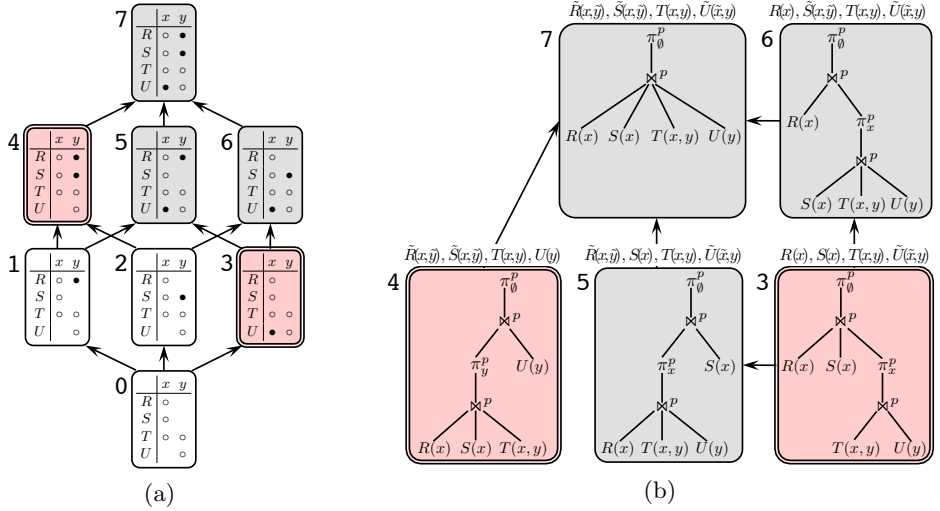 7
x y
R ○ ●
S ○ ●
T ○ ○
U ● ○
4
x y
R ○ ●
S ○ ●
T ○ ○
U ○
5
x y
R ○ ●
S ○
T ○ ○
U ● ○
6
x y
R ○
S ○ ●
T ○ ○
U ● ○
1
x y
R ○ ●
S ○
T ○ ○
U ○
2
x y
R ○
S ○ ●
T ○ ○
U ○
3
x y
R ○
S ○
T ○ ○
U ● ○
0
x y
R ○
S ○
T ○ ○
U ○
(a)
R̃(x,ỹ), S̃(x,ỹ), T(x,y), Ũ(x̃,y)
7
π^p_∅
⋈^p
R(x) S(x) T(x, y) U(y)
R(x), S̃(x,ỹ), T(x,y), Ũ(x̃,y)
6
π^p_∅
⋈^p
R(x) π^p_x
⋈^p
S(x) T(x, y) U(y)
R̃(x,ỹ), S̃(x,ỹ), T(x,y), U(y)
4
π^p_∅
⋈^p
π^p_y U(y)
⋈^p
R(x) S(x) T(x, y)
R̃(x,ỹ), S(x), T(x,y), Ũ(x̃,y)
5
π^p_∅
⋈^p
π^p_x S(x)
⋈^p
R(x) T(x, y) U(y)
R(x), S(x), T(x,y), Ũ(x̃,y)
3
π^p_∅
⋈^p
R(x) S(x) π^p_x
⋈^p
T(x, y) U(y)
(b)